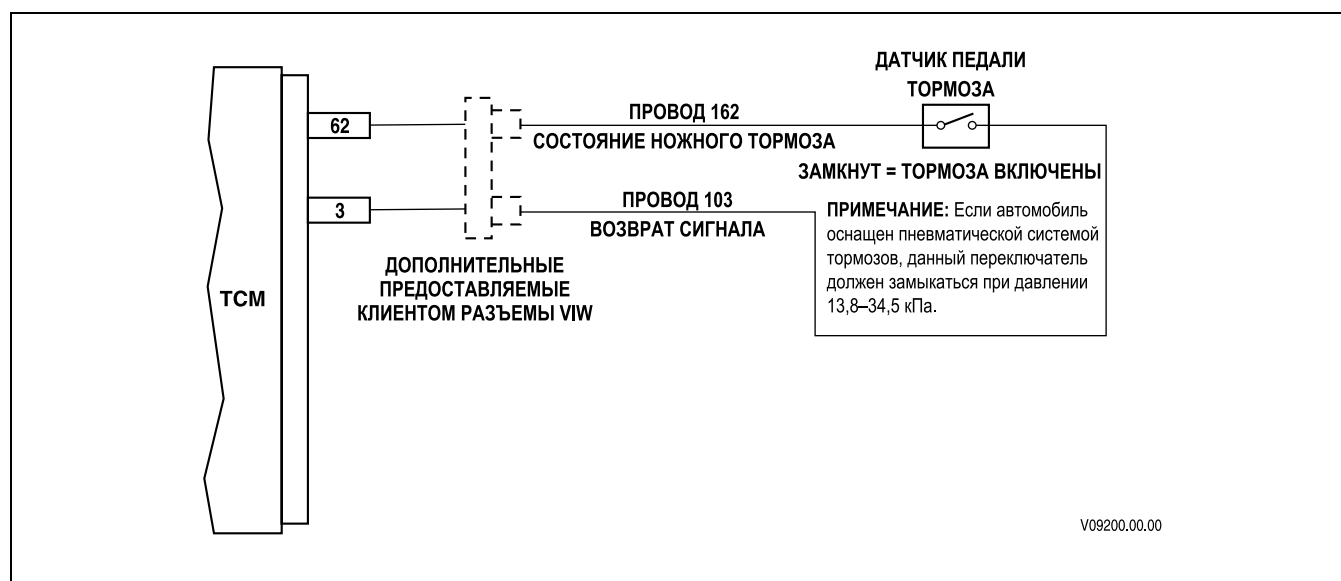 ДАТЧИК ПЕДАЛИ
ТОРМОЗА
62
ПРОВОД 162
СОСТОЯНИЕ НОЖНОГО ТОРМОЗА
ЗАМКНУТ = ТОРМОЗА ВКЛЮЧЕНЫ
3
ПРОВОД 103
ВОЗВРАТ СИГНАЛА
ПРИМЕЧАНИЕ: Если автомобиль
оснащен пневматической системой
тормозов, данный переключатель
должен замыкаться при давлении
13,8–34,5 кПа.
ДОПОЛНИТЕЛЬНЫЕ
ПРЕДОСТАВЛЯЕМЫЕ
КЛИЕНТОМ РАЗЪЕМЫ VIW
TCM
V09200.00.00